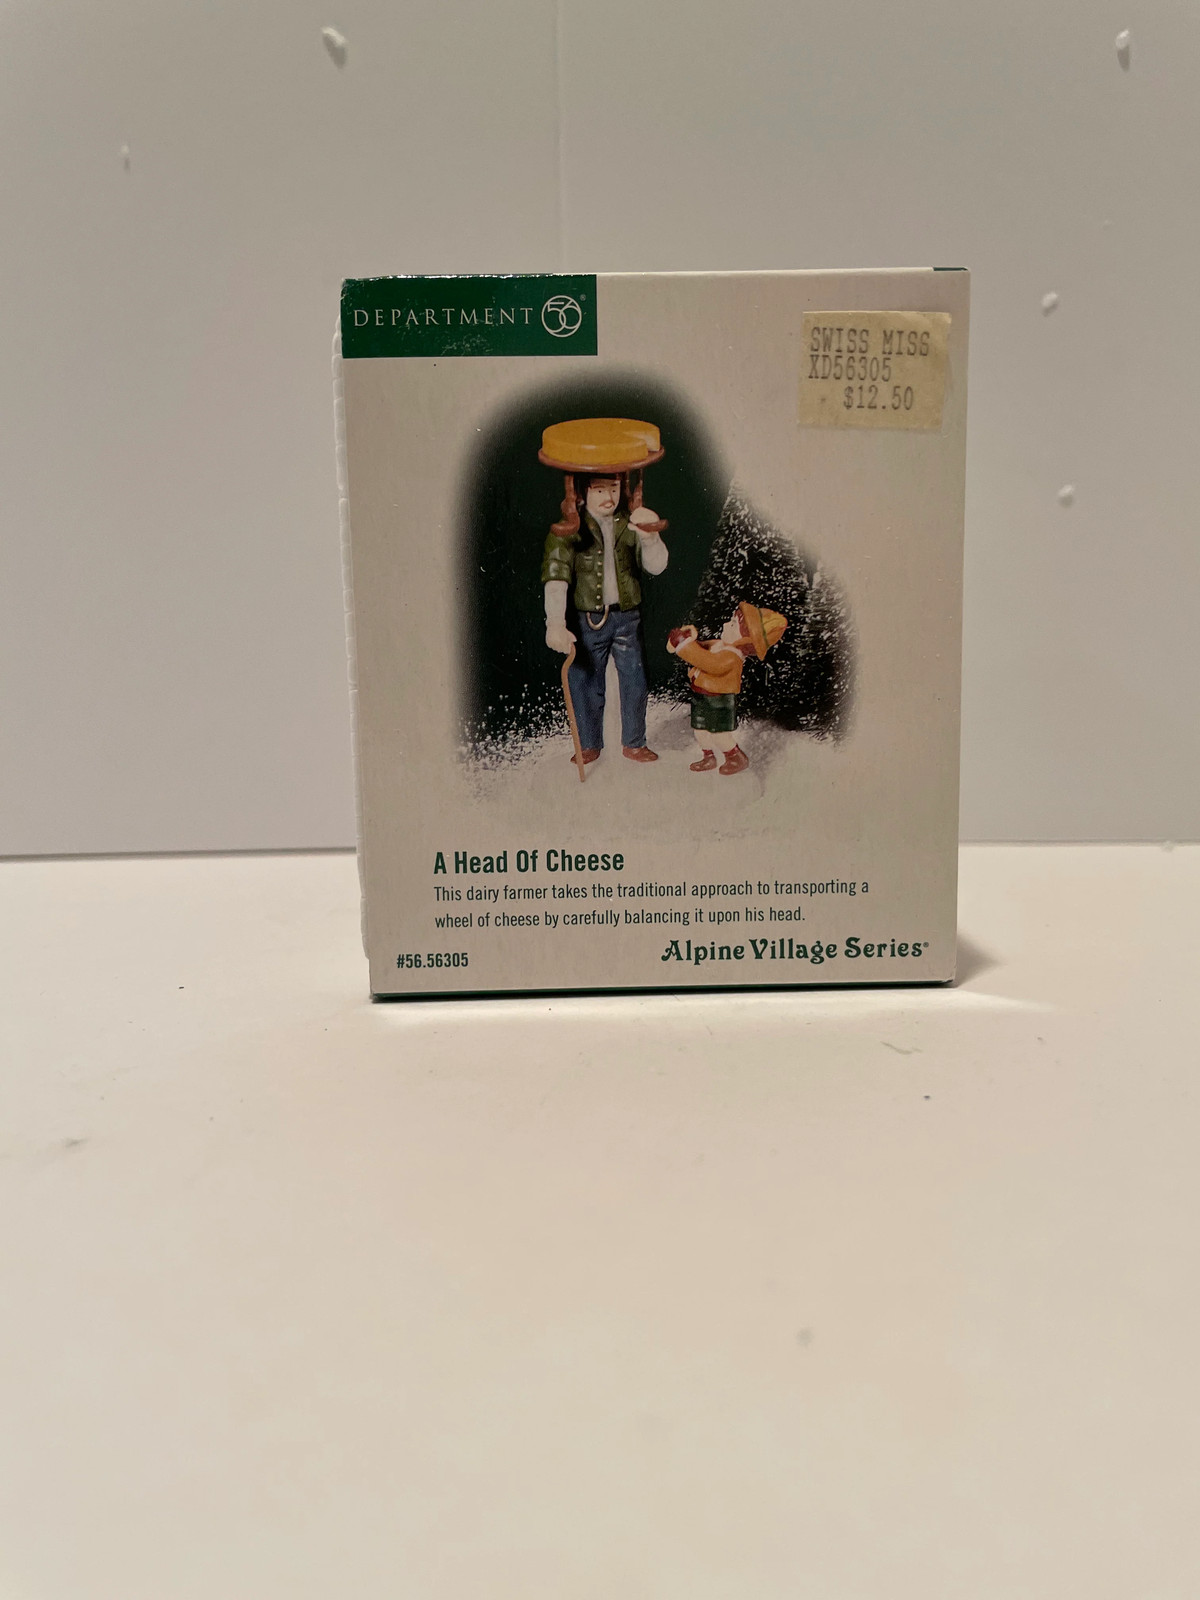 DEPARTMENT 56®
SWISS MISS
XD56305
$12.50
A Head Of Cheese
This dairy farmer takes the traditional approach to transporting a
wheel of cheese by carefully balancing it upon his head.
#56.56305
Alpine Village Series®